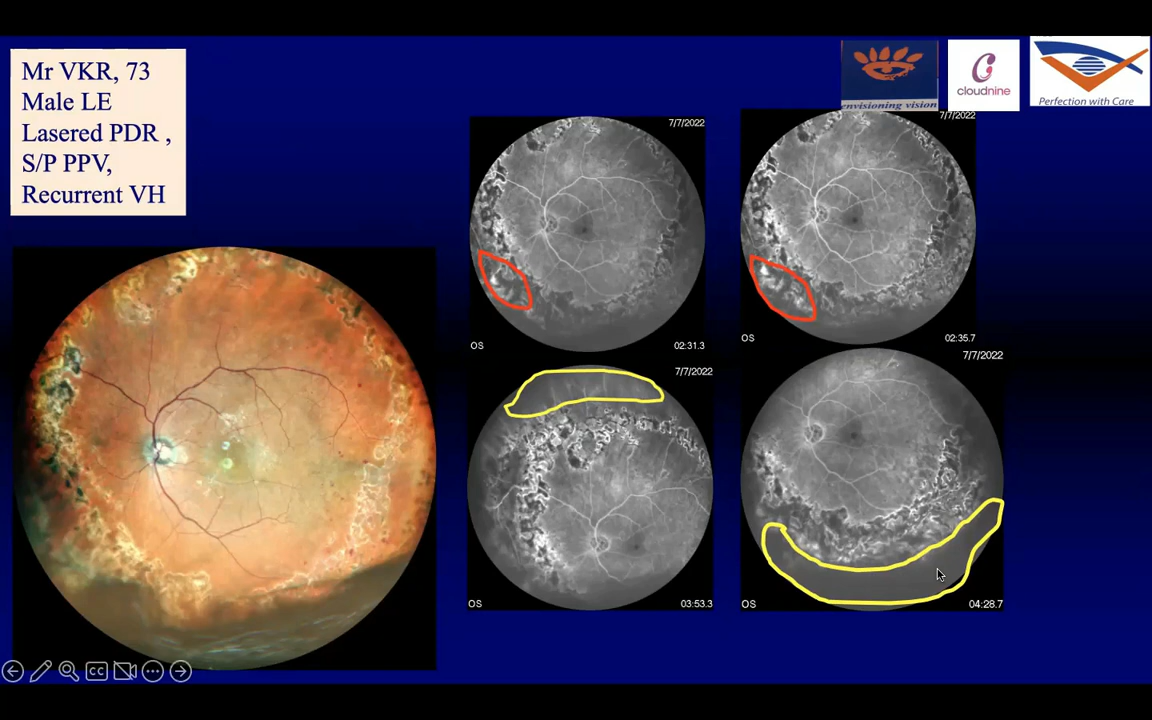 Mr VKR, 73
Male LE
Lasered PDR ,
S/P PPV,
Recurrent VH
envisioning vision
cloudnine
Perfection with Care
7/7/2022
OS
02:31.3
7/7/2022
OS
02:35.7
7/7/2022
OS
03:53.3
7/7/2022
OS
04:28.7
CC